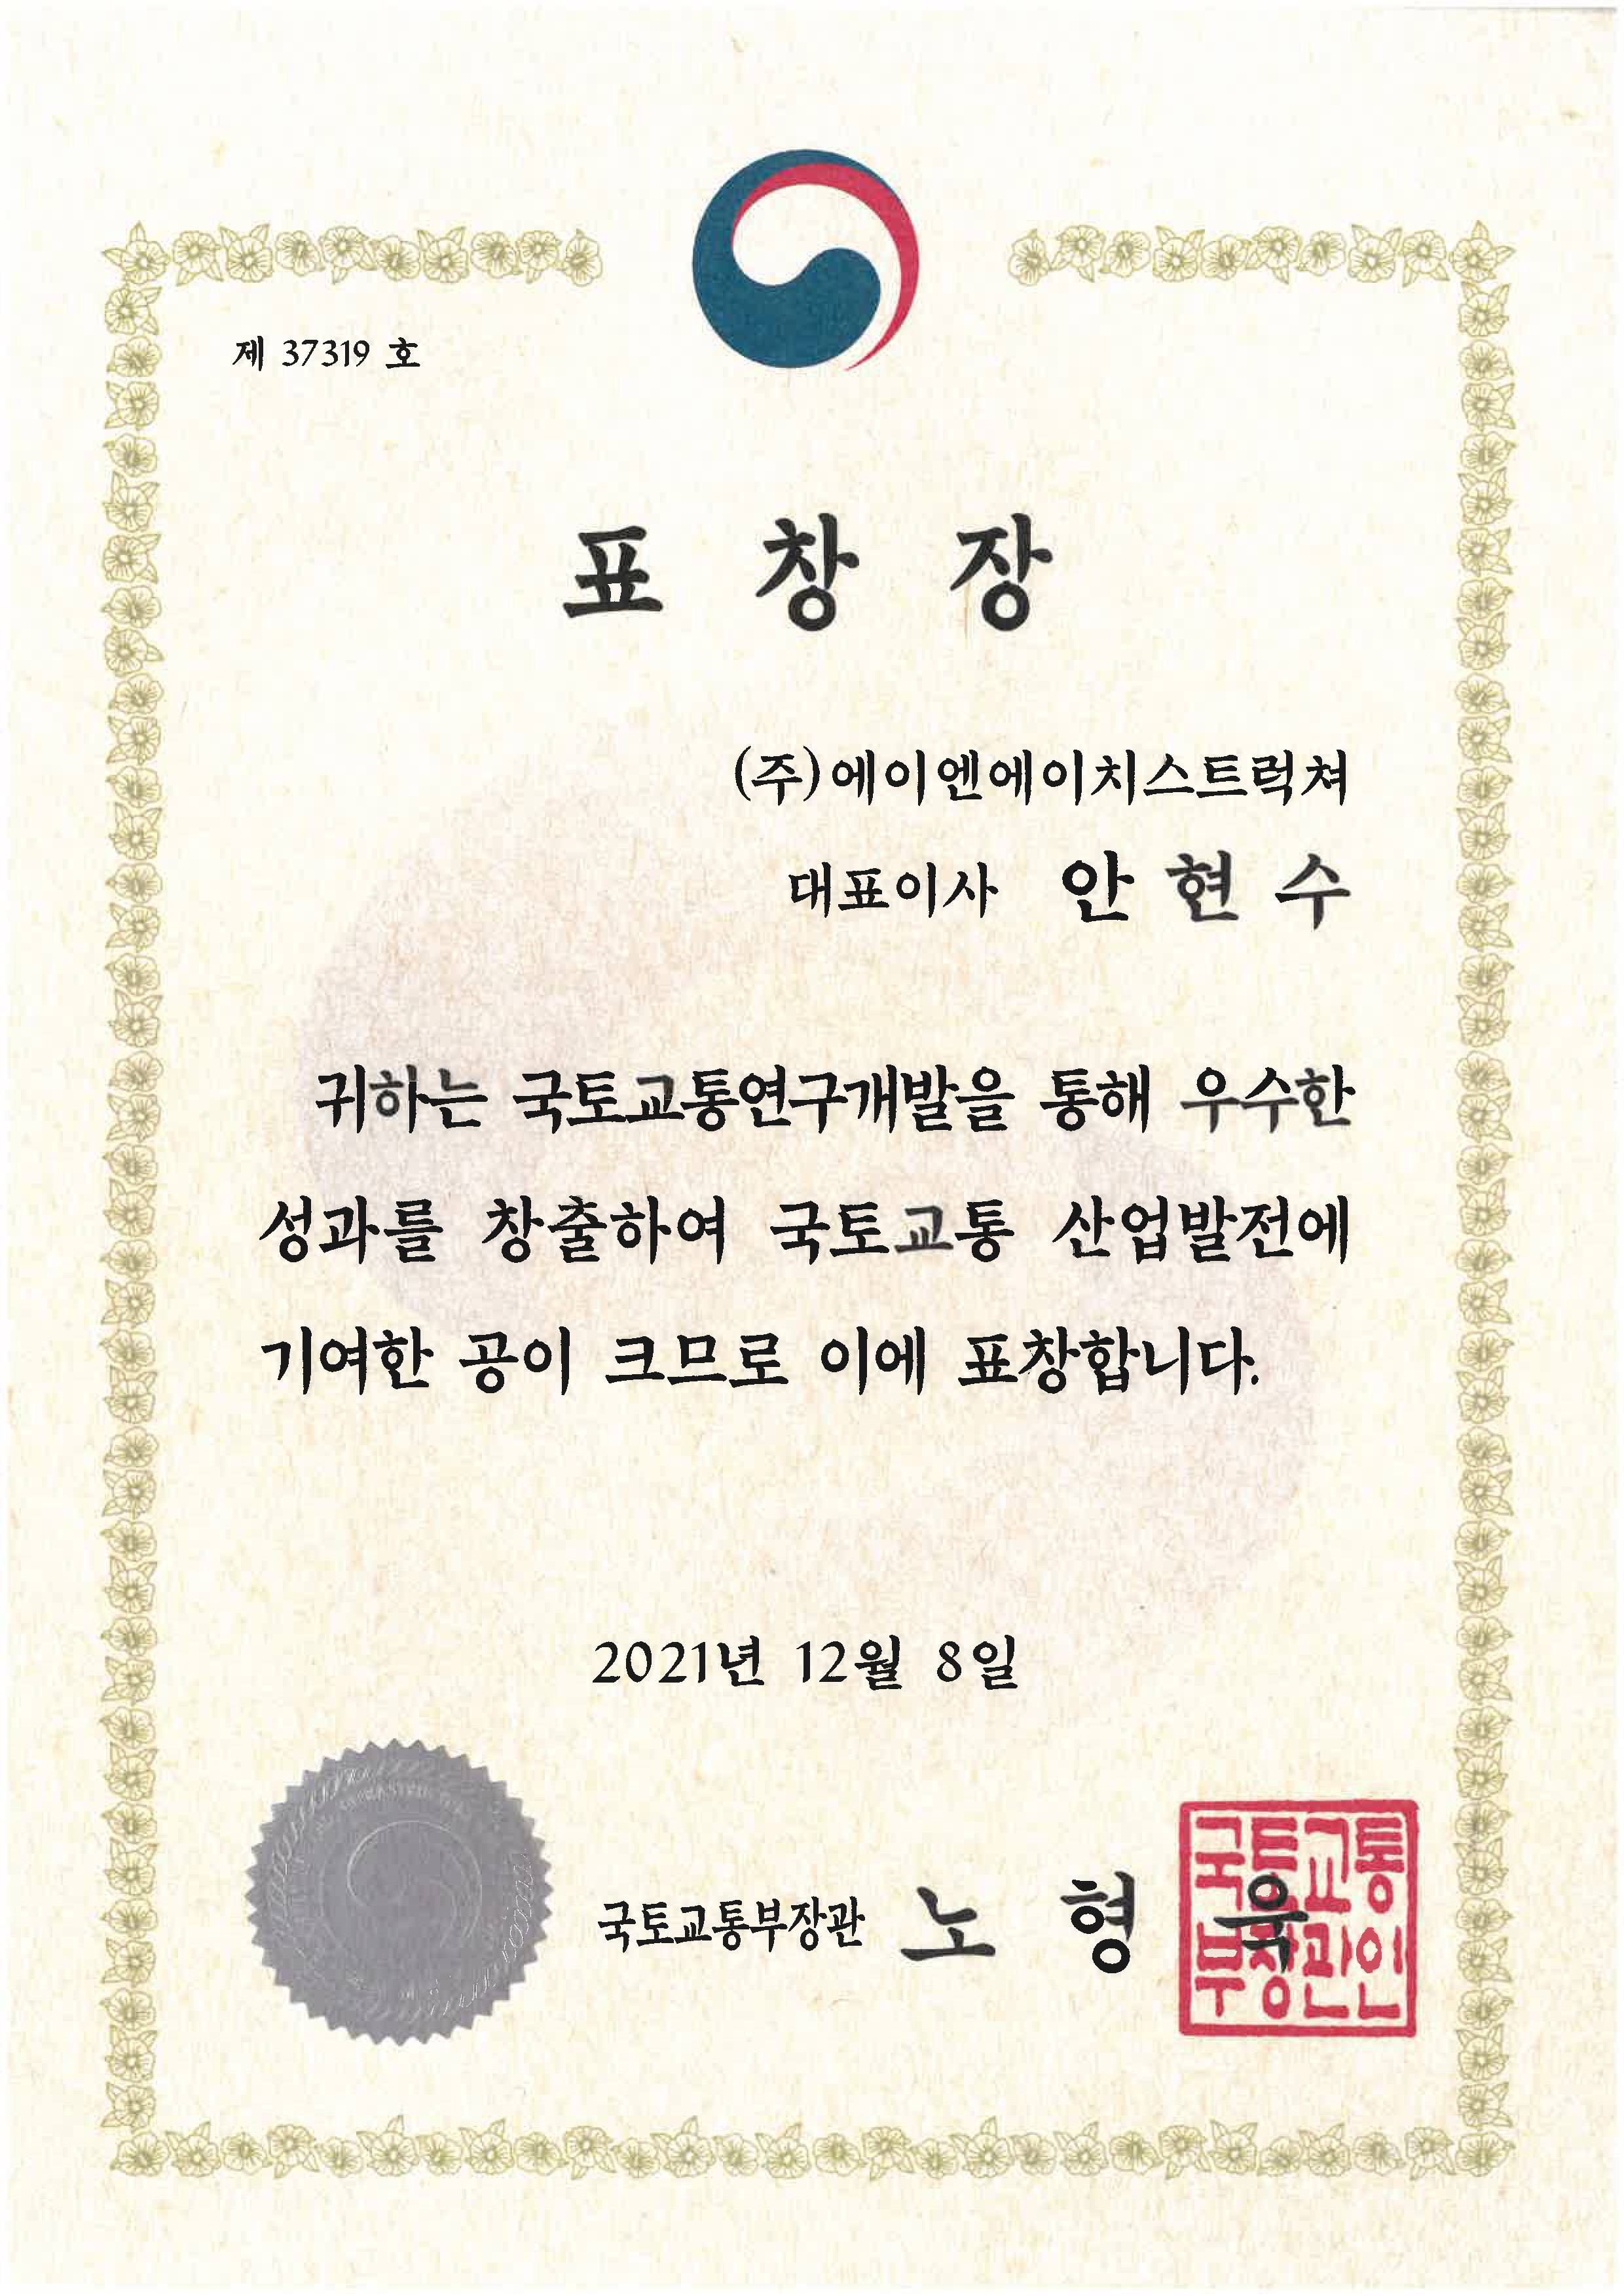 제 37319 호
표 창 장
(주)에이엔에이치스트럭쳐
대표이사 안 현 수
귀하는 국토교통연구개발을 통해 우수한
성과를 창출하여 국토교통 산업발전에
기여한 공이 크므로 이에 표창합니다.
2021년 12월 8일
국토교통부장관 노 형 욱
국토교통
부장관인